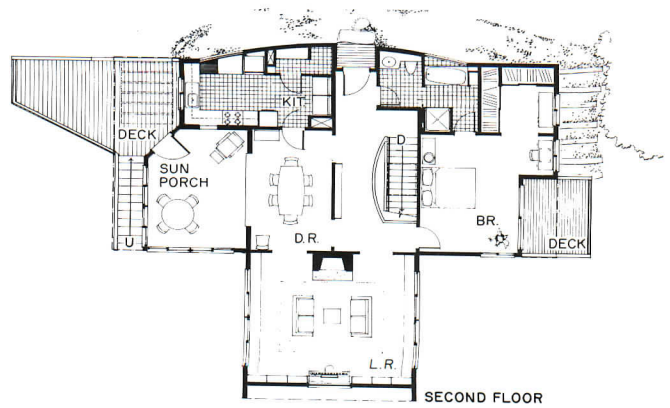 KIT.
DECK
D
SUN
PORCH
BR.
D.R.
U
DECK
L.R.
SECOND FLOOR